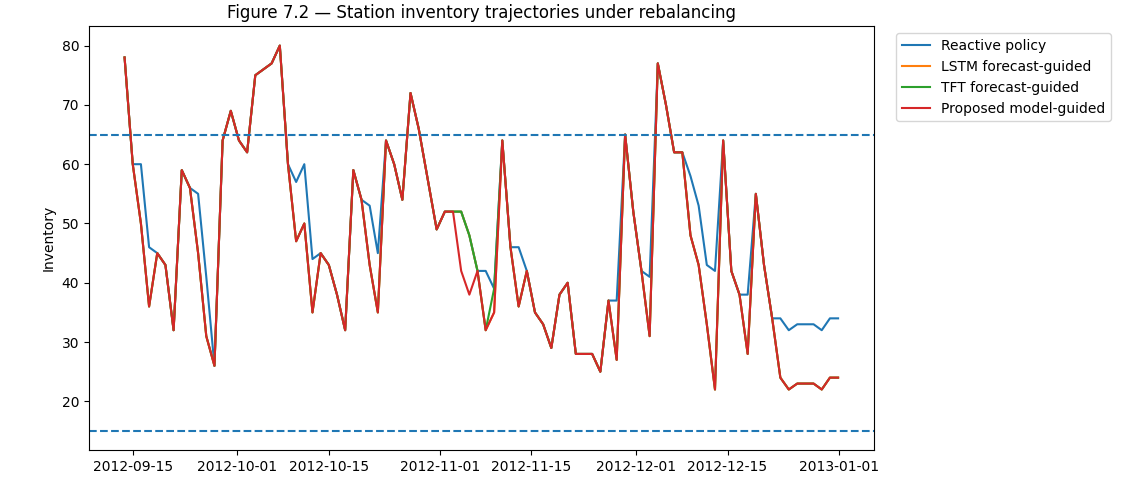 Figure 7.2 — Station inventory trajectories under rebalancing
Reactive policy
LSTM forecast-guided
TFT forecast-guided
Proposed model-guided
Inventory
80
70
60
50
40
30
20
2012-09-15 2012-10-01 2012-10-15 2012-11-01 2012-11-15 2012-12-01 2012-12-15 2013-01-01